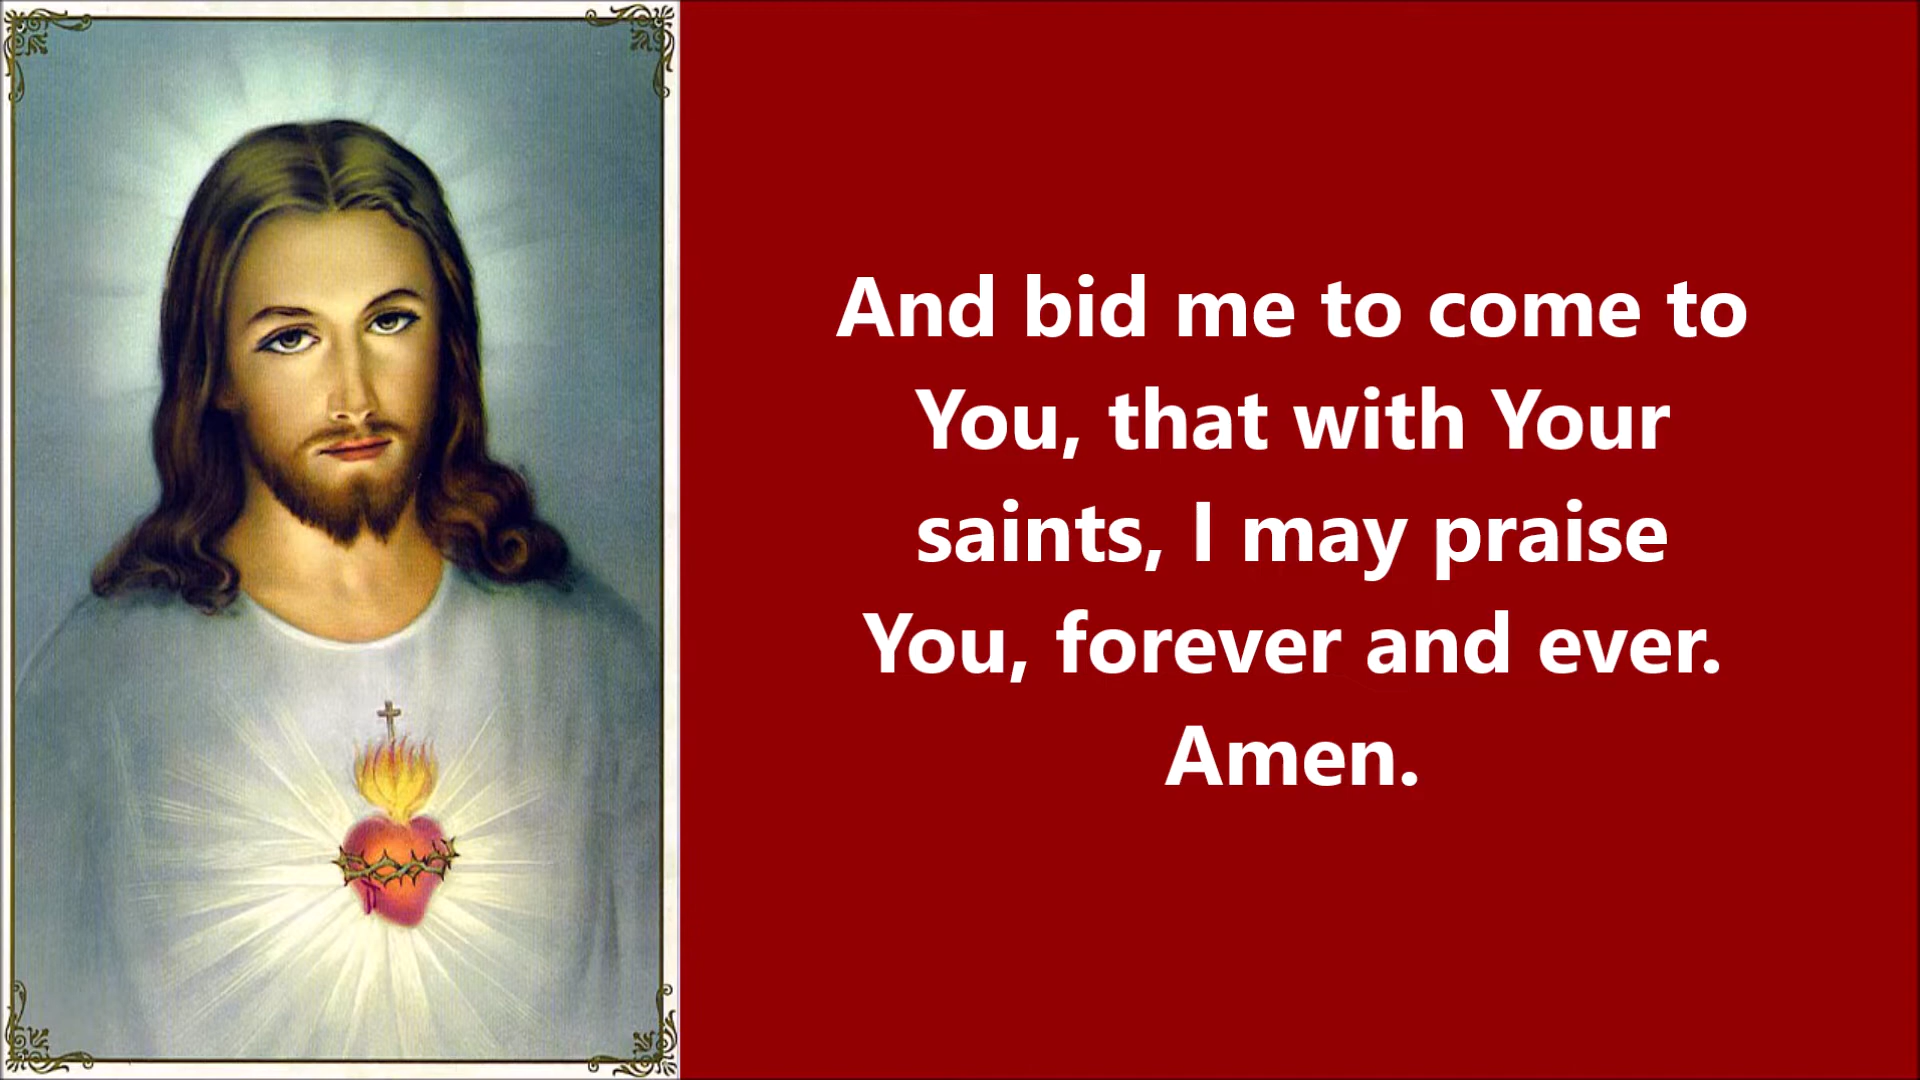 And bid me to come to
You, that with Your
saints, I may praise
You, forever and ever.
Amen.